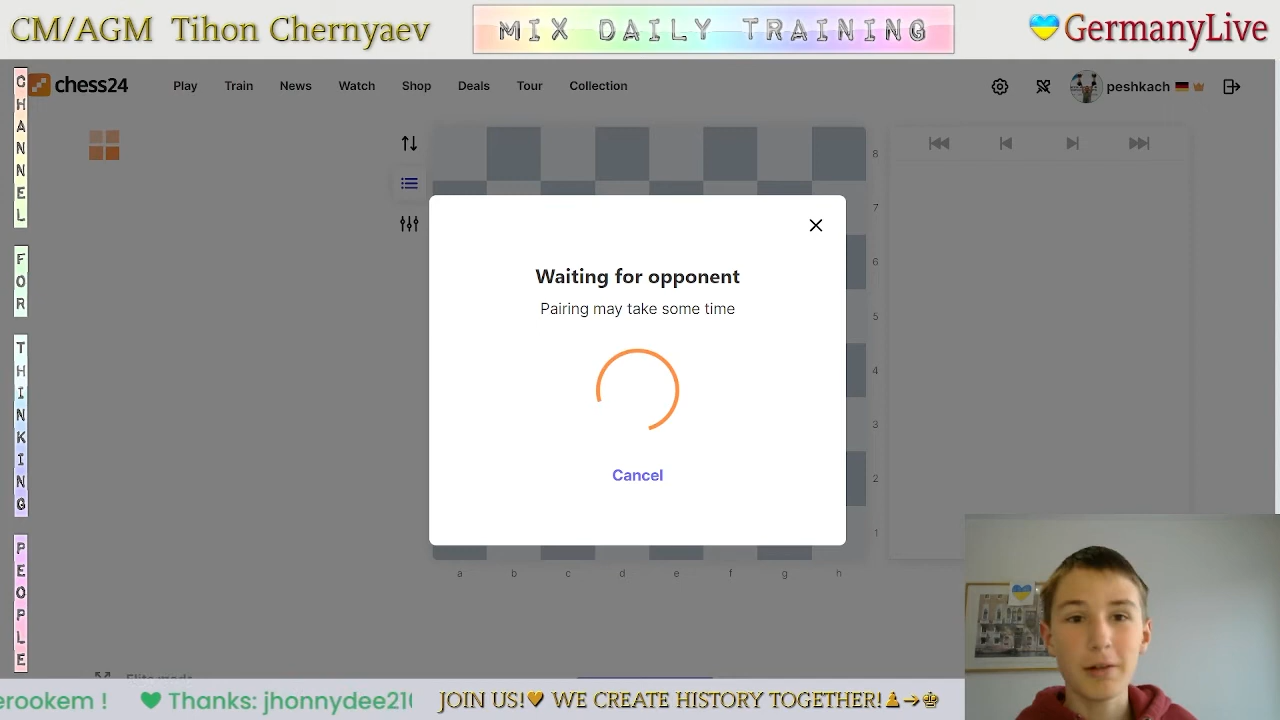 CM/AGM Tihon Chernyaev
MIX DAILY TRAINING
GermanyLive
CHANNEL FOR THINKING PEOPLE
chess24
Play Train News Watch Shop Deals Tour Collection
peshkach
8
7
6
5
4
3
2
1
Waiting for opponent
Pairing may take some time
Cancel
a b c d e f g h
erookem ! Thanks: jhonnydee210
JOIN US! WE CREATE HISTORY TOGETHER!